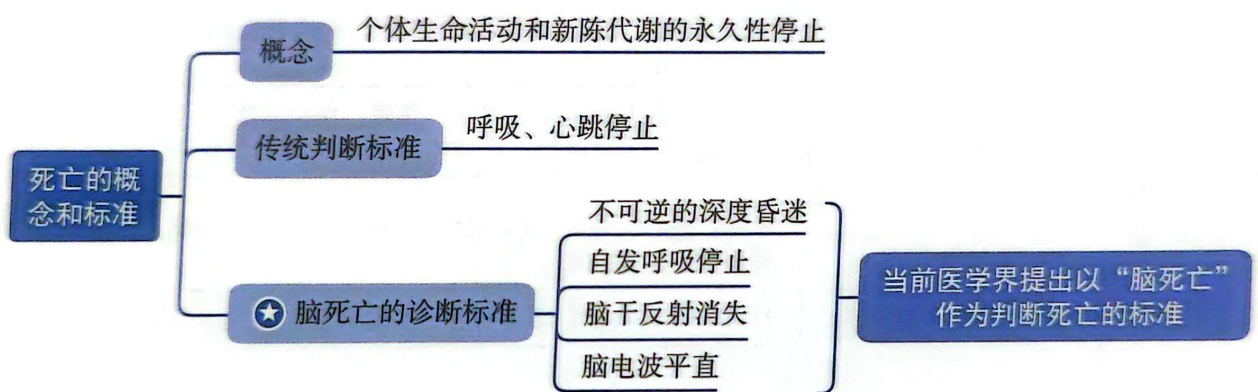 个体生命活动和新陈代谢的永久性停止
概念
呼吸、心跳停止
传统判断标准
死亡的概
念和标准
不可逆的深度昏迷
自发呼吸停止
脑死亡的诊断标准
脑干反射消失
脑电波平直
当前医学界提出以“脑死亡”
作为判断死亡的标准